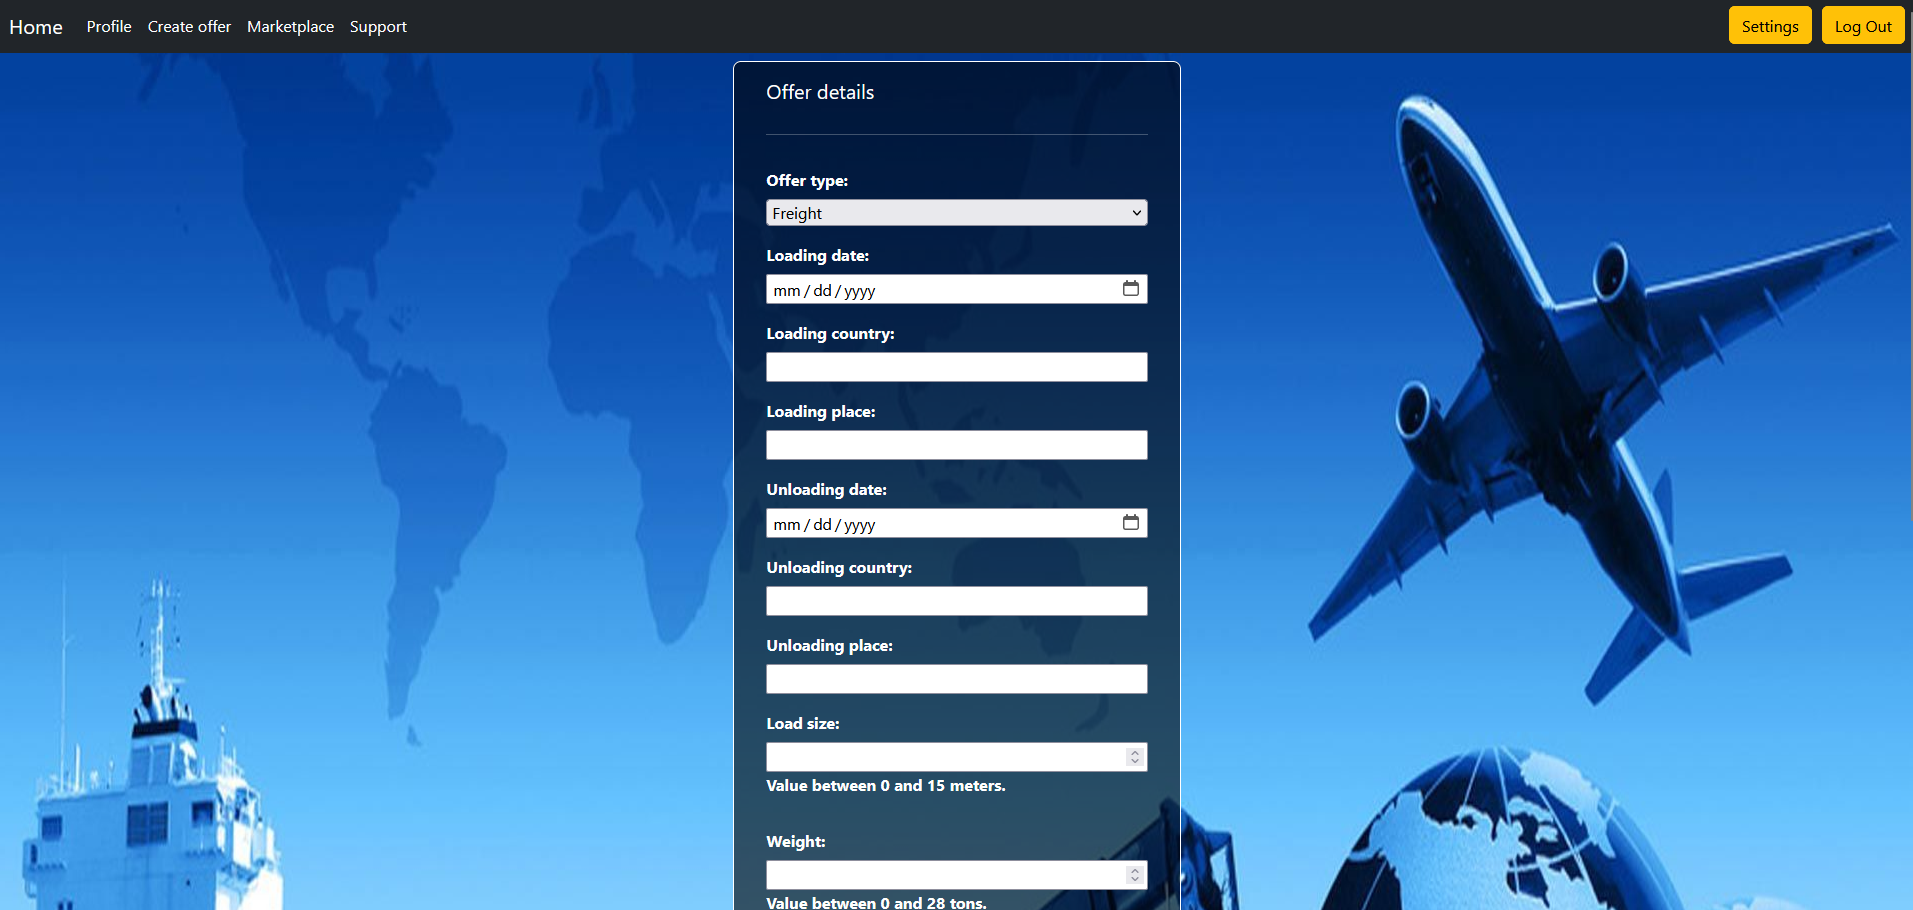 Home Profile Create offer Marketplace Support Settings Log Out
Offer details
Offer type:
Freight
Loading date:
mm / dd / yyyy
Loading country:
Loading place:
Unloading date:
mm / dd / yyyy
Unloading country:
Unloading place:
Load size:
Value between 0 and 15 meters.
Weight:
Value between 0 and 28 tons.